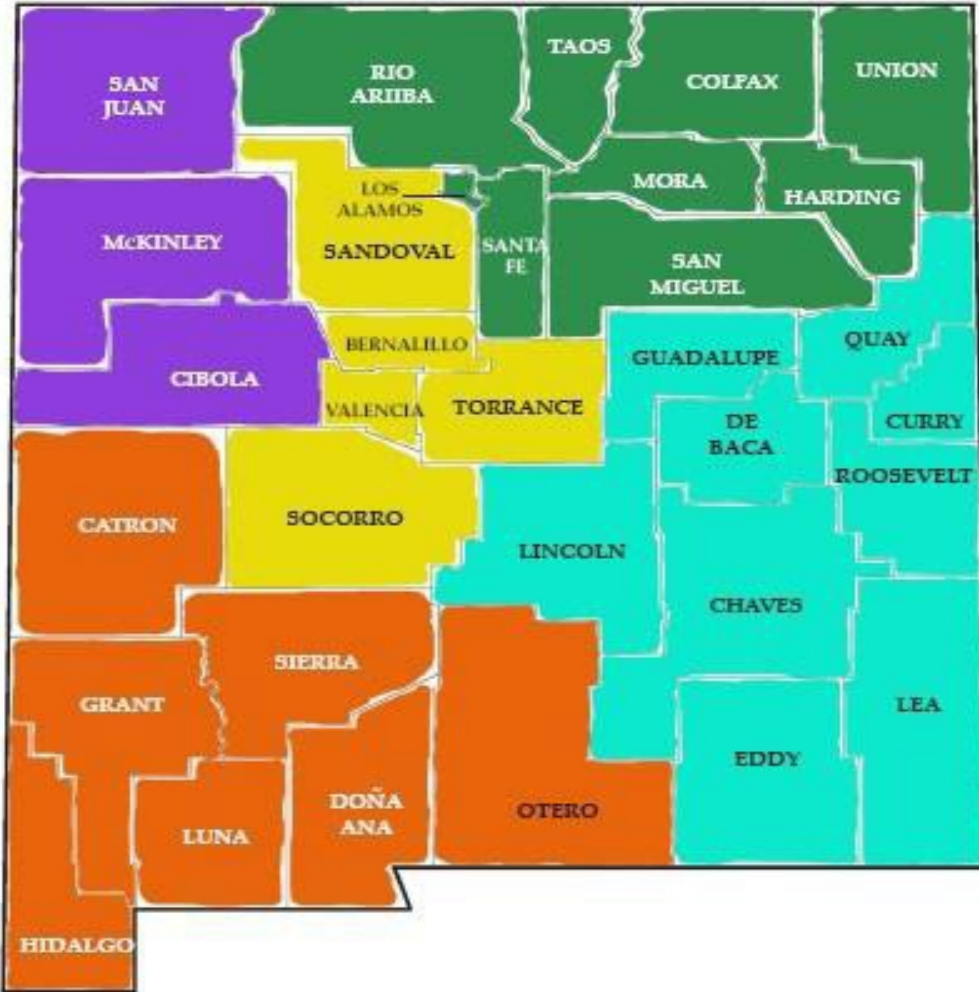 SAN
JUAN
RIO
ARIIBA
TAOS
COLFAX
UNION
McKINLEY
LOS
ALAMOS
SANDOVAL
SANTA
FE
MORA
HARDING
SAN
MIGUEL
BERNALILLO
CIBOLA
VALENCIA
TORRANCE
GUADALUPE
QUAY
CURRY
DE
BACA
ROOSEVELT
CATRON
SOCORRO
LINCOLN
CHAVES
SIERRA
GRANT
LEA
EDDY
DOÑA
ANA
OTERO
LUNA
HIDALGO